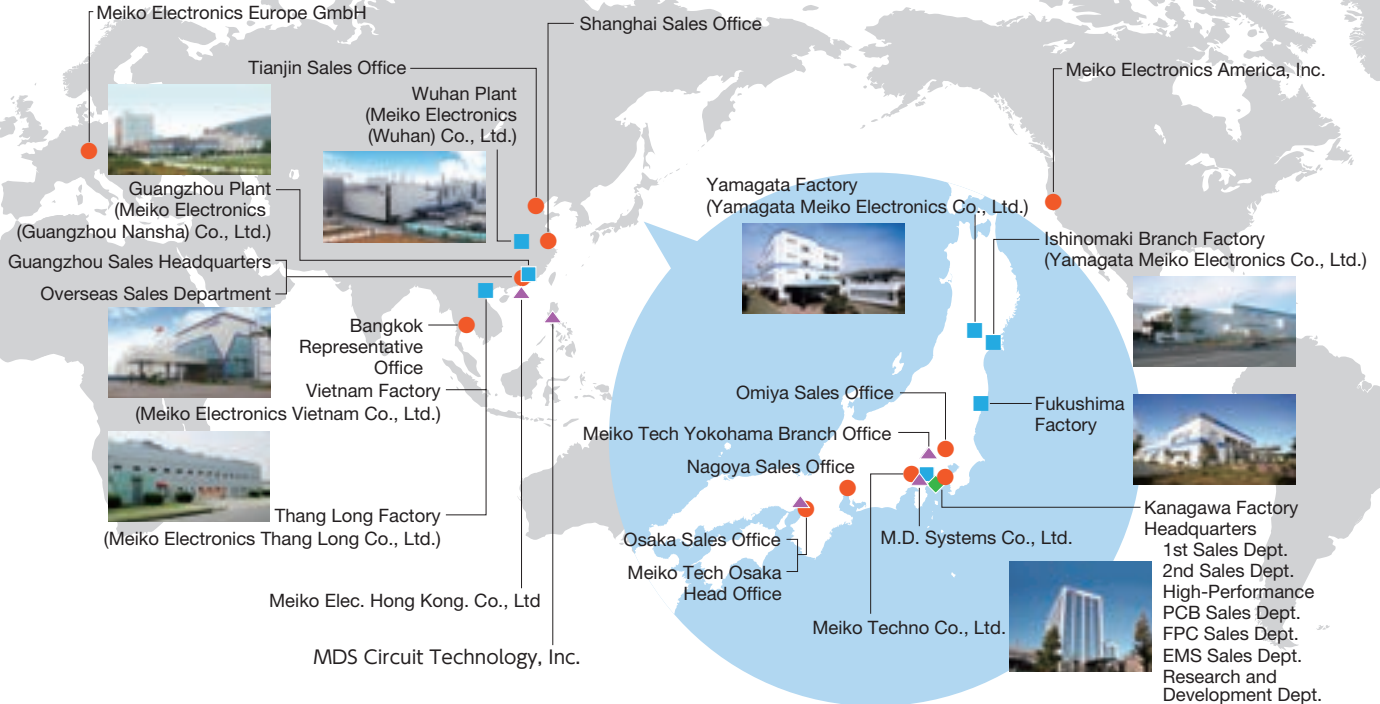 Meiko Electronics Europe GmbH
Shanghai Sales Office
Tianjin Sales Office
Meiko Electronics America, Inc.
Wuhan Plant
(Meiko Electronics
(Wuhan) Co., Ltd.)
Guangzhou Plant
(Meiko Electronics
(Guangzhou Nansha) Co., Ltd.)
Guangzhou Sales Headquarters
Overseas Sales Department
Bangkok
Representative
Office
Vietnam Factory
(Meiko Electronics Vietnam Co., Ltd.)
Thang Long Factory
(Meiko Electronics Thang Long Co., Ltd.)
Meiko Elec. Hong Kong. Co., Ltd
MDS Circuit Technology, Inc.
Yamagata Factory
(Yamagata Meiko Electronics Co., Ltd.)
Ishinomaki Branch Factory
(Yamagata Meiko Electronics Co., Ltd.)
Omiya Sales Office
Fukushima
Factory
Meiko Tech Yokohama Branch Office
Nagoya Sales Office
Osaka Sales Office
Meiko Tech Osaka
Head Office
M.D. Systems Co., Ltd.
Meiko Techno Co., Ltd.
Kanagawa Factory
Headquarters
1st Sales Dept.
2nd Sales Dept.
High-Performance
PCB Sales Dept.
FPC Sales Dept.
EMS Sales Dept.
Research and
Development Dept.